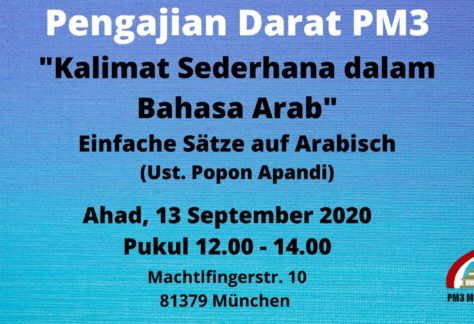 Pengajian Darat PM3
"Kalimat Sederhana dalam
Bahasa Arab"
Einfache Sätze auf Arabisch
(Ust. Popon Apandi)
Ahad, 13 September 2020
Pukul 12.00 - 14.00
Machtlfingerstr. 10
81379 München
PM3 M